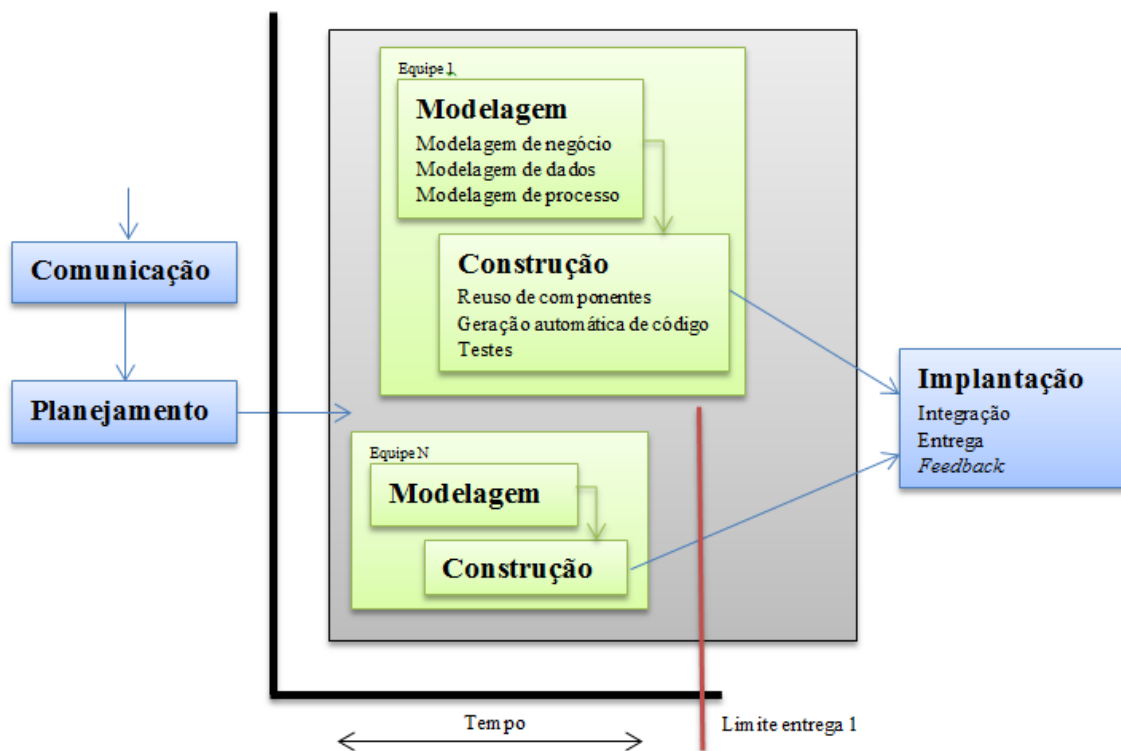 Comunicação
Planejamento
Equipe 1
Modelagem
Modelagem de negócio
Modelagem de dados
Modelagem de processo
Construção
Reuso de componentes
Geração automática de código
Testes
Equipe N
Modelagem
Construção
Implantação
Integração
Entrega
Feedback
Tempo
Limite entrega 1